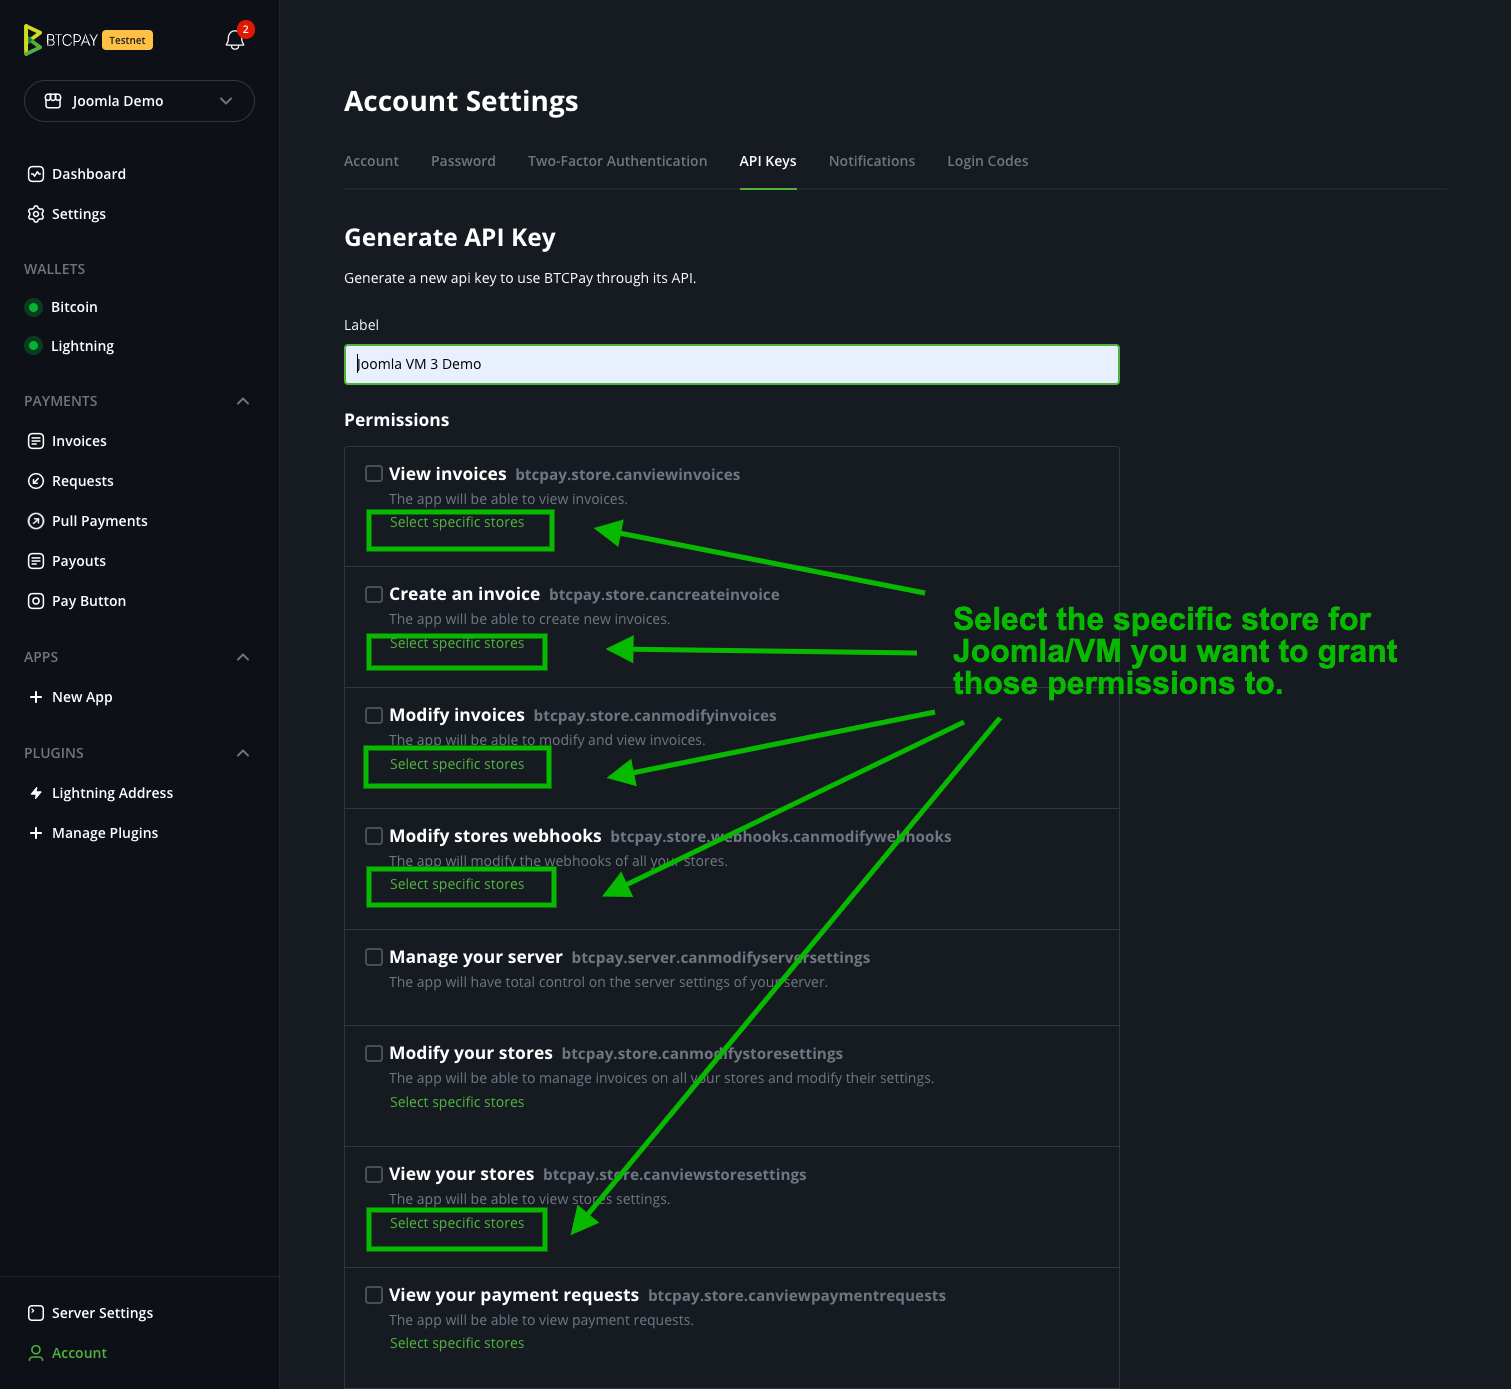 BTCPAY Testnet
2
Joomla Demo
Dashboard
Settings
WALLETS
Bitcoin
Lightning
PAYMENTS
Invoices
Requests
Pull Payments
Payouts
Pay Button
APPS
New App
PLUGINS
Lightning Address
Manage Plugins
Server Settings
Account
Account Settings
Account Password Two-Factor Authentication API Keys Notifications Login Codes
Generate API Key
Generate a new api key to use BTCPay through its API.
Label
Joomla VM 3 Demo
Permissions
View invoices btcpay.store.canviewinvoices
The app will be able to view invoices.
Select specific stores
Create an invoice btcpay.store.cancreateinvoice
The app will be able to create new invoices.
Select specific stores
Modify invoices btcpay.store.canmodifyinvoices
The app will be able to modify and view invoices.
Select specific stores
Modify stores webhooks btcpay.store.webhooks.canmodifywebhooks
The app will modify the webhooks of all your stores.
Select specific stores
Manage your server btcpay.server.canmodifyserversettings
The app will have total control on the server settings of your server.
Modify your stores btcpay.store.canmodifystoresettings
The app will be able to manage invoices on all your stores and modify their settings.
Select specific stores
View your stores btcpay.store.canviewstoresettings
The app will be able to view stores settings.
Select specific stores
View your payment requests btcpay.store.canviewpaymentrequests
The app will be able to view payment requests.
Select specific stores
Select the specific store for
Joomla/VM you want to grant
those permissions to.